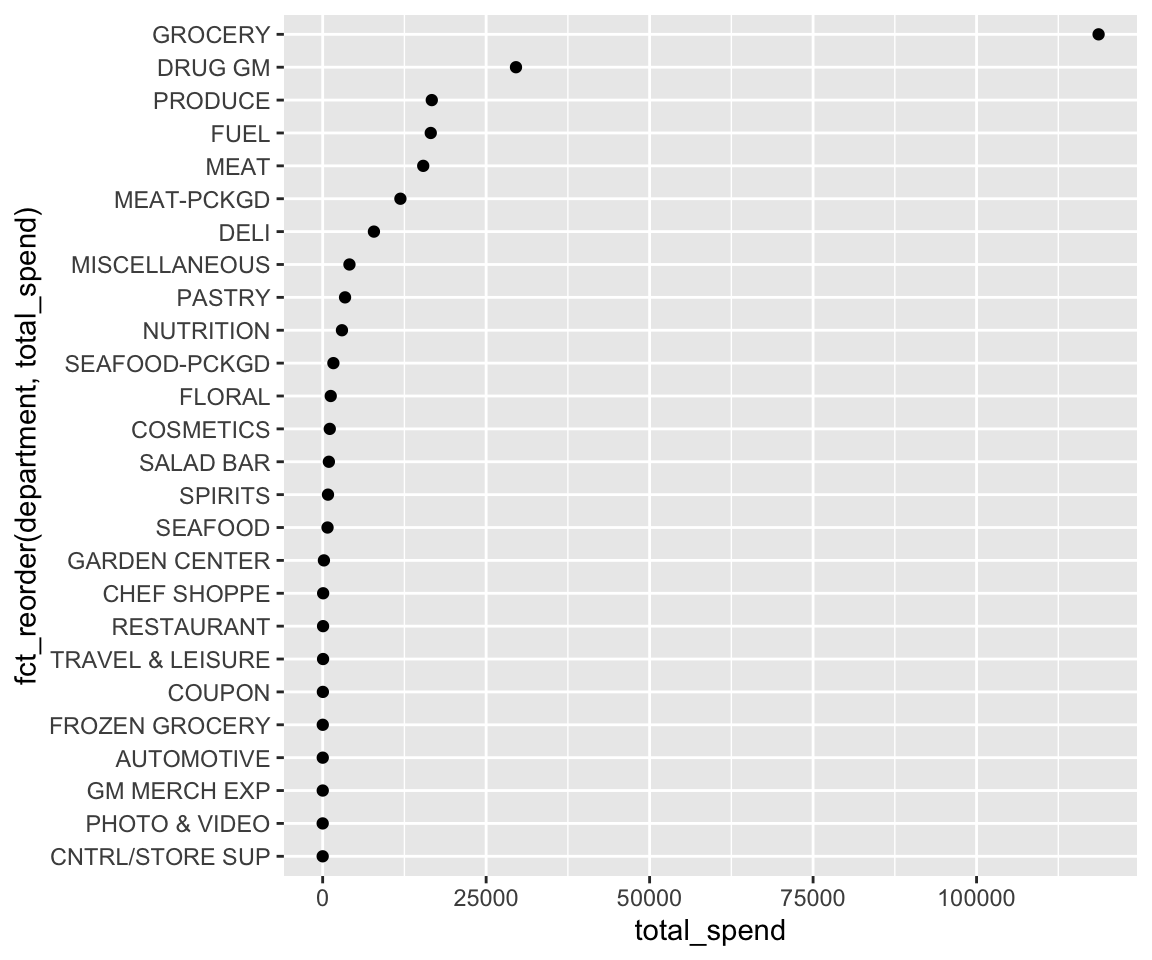 fct_reorder(department, total_spend)
GROCERY
DRUG GM
PRODUCE
FUEL
MEAT
MEAT-PCKGD
DELI
MISCELLANEOUS
PASTRY
NUTRITION
SEAFOOD-PCKGD
FLORAL
COSMETICS
SALAD BAR
SPIRITS
SEAFOOD
GARDEN CENTER
CHEF SHOPPE
RESTAURANT
TRAVEL & LEISURE
COUPON
FROZEN GROCERY
AUTOMOTIVE
GM MERCH EXP
PHOTO & VIDEO
CNTRL/STORE SUP
0 25000 50000 75000 100000
total_spend